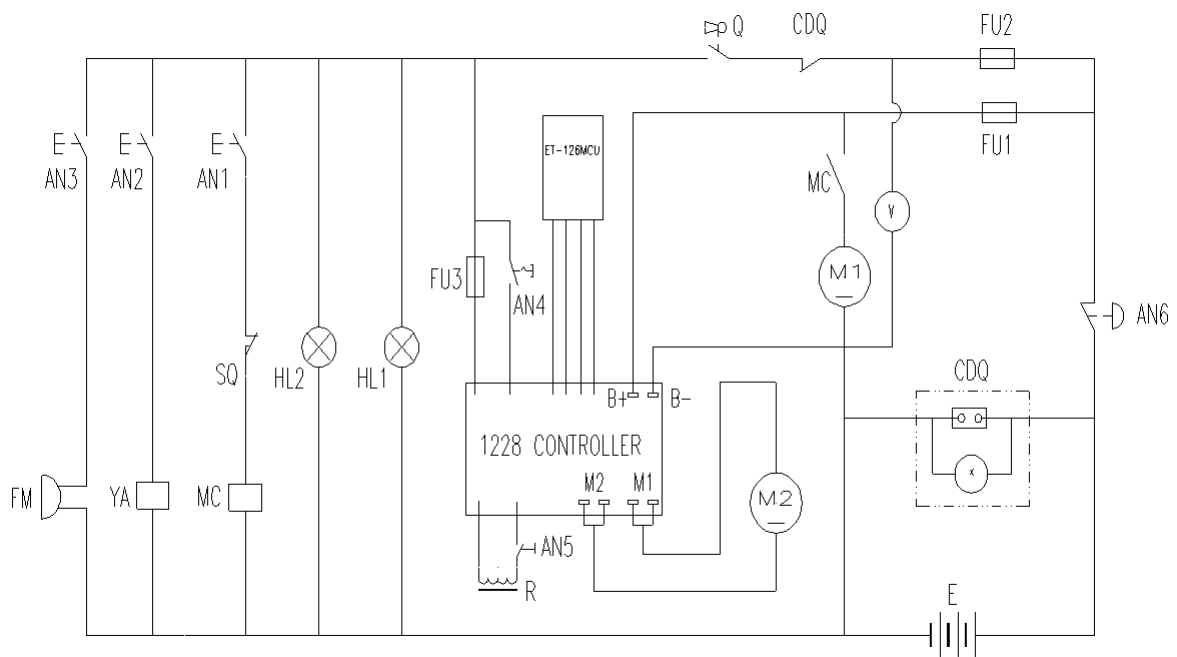 Q
CDQ
FU2
FU1
ET-126MCU
AN3
AN2
AN1
MC
V
M1
FU3
AN4
AN6
SQ
HL2
HL1
CDQ
B+
B-
1228 CONTROLLER
M2
M1
M2
FM
YA
MC
AN5
R
E